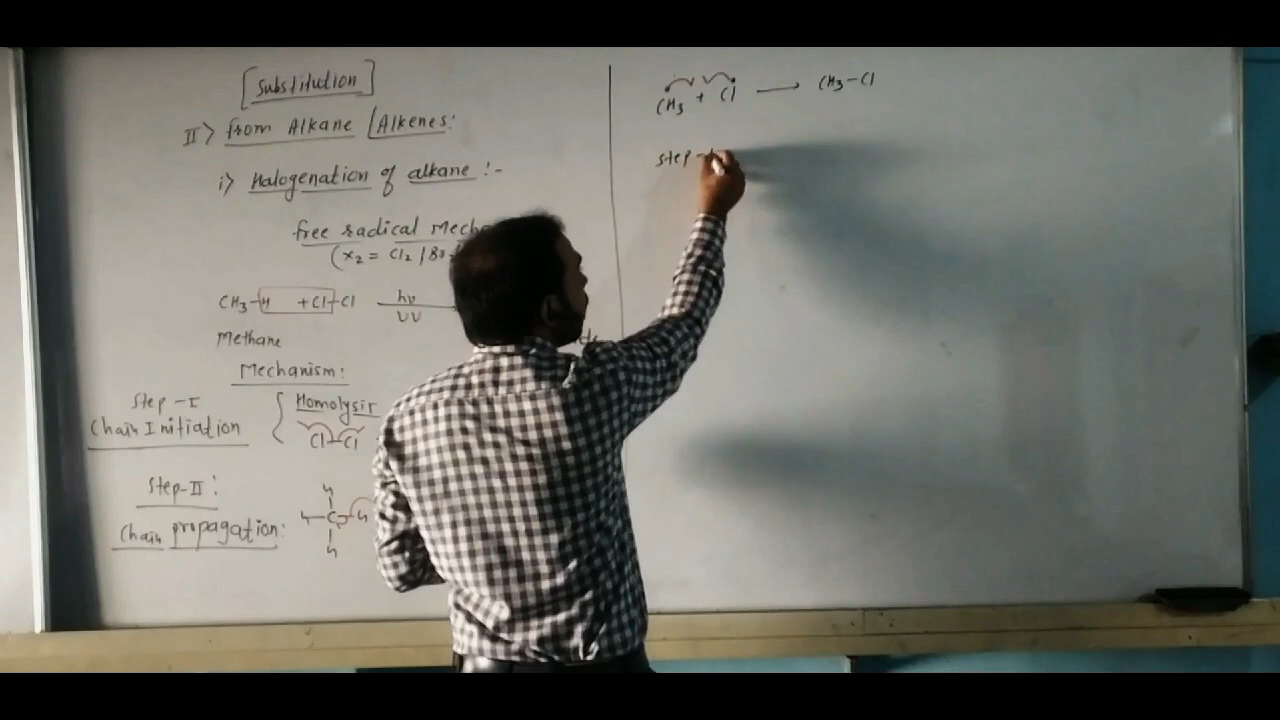 [Substitution]
II> from Alkane / Alkenes:
i> Halogenation of alkane :-
free radical
(X₂ = Cl₂ / Br
CH₃-H + Cl-Cl hν
UV
Methane
Mechanism:
Step-I
Chain Initiation
{ Homolysis
Cl-Cl
Step-II:
Chain propagation:
H
H-C-H
H
CH₃ + Cl ⟶ CH₃-Cl
Step